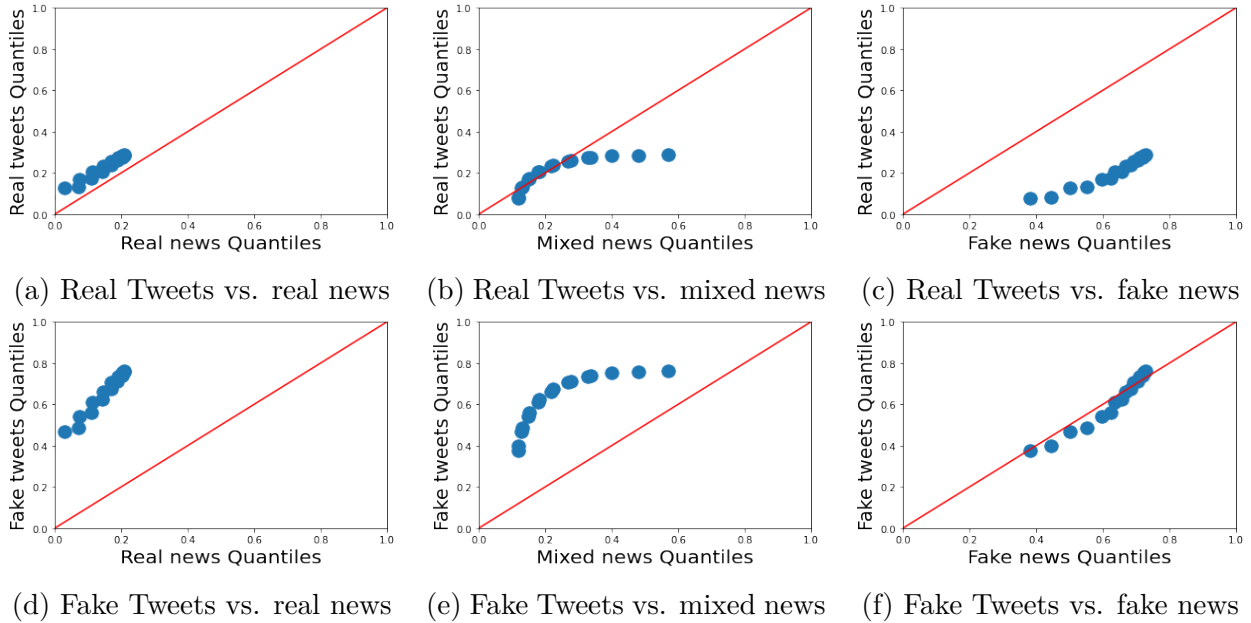 1.0 1.0 1.0
0.8 0.8 0.8
0.6 0.6 0.6
0.4 0.4 0.4
0.2 0.2 0.2
0.0 0.0 0.0
Real tweets Quantiles Real tweets Quantiles Real tweets Quantiles
0.0 0.2 0.4 0.6 0.8 1.0 0.0 0.2 0.4 0.6 0.8 1.0 0.0 0.2 0.4 0.6 0.8 1.0
Real news Quantiles Mixed news Quantiles Fake news Quantiles
(a) Real Tweets vs. real news (b) Real Tweets vs. mixed news (c) Real Tweets vs. fake news
1.0 1.0 1.0
0.8 0.8 0.8
0.6 0.6 0.6
0.4 0.4 0.4
0.2 0.2 0.2
0.0 0.0 0.0
Fake tweets Quantiles Fake tweets Quantiles Fake tweets Quantiles
0.0 0.2 0.4 0.6 0.8 1.0 0.0 0.2 0.4 0.6 0.8 1.0 0.0 0.2 0.4 0.6 0.8 1.0
Real news Quantiles Mixed news Quantiles Fake news Quantiles
(d) Fake Tweets vs. real news (e) Fake Tweets vs. mixed news (f) Fake Tweets vs. fake news